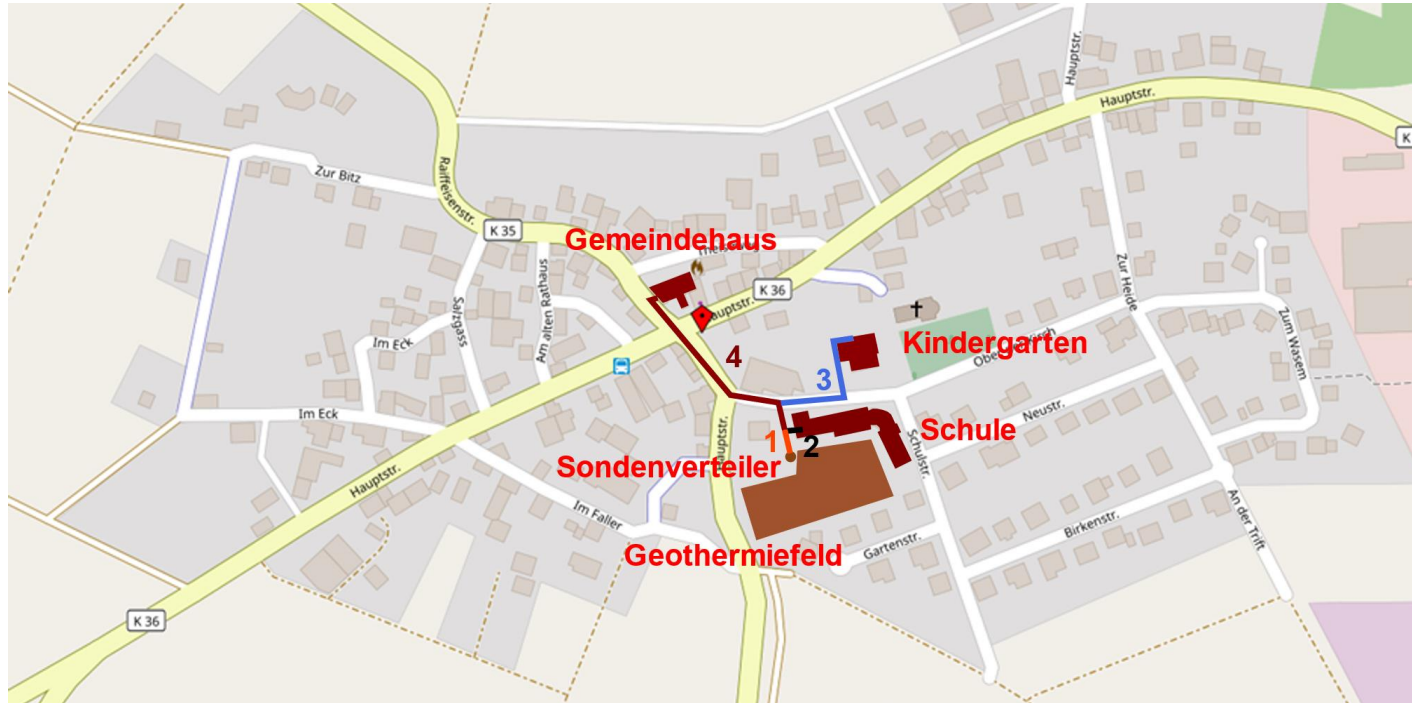 Hauptstr.
Hauptstr.
K
Zur Bitz
Raiffeisenstr.
K 35
Gemeindehaus
K 36
Hauptstr.
Zur Heide
Am alten Rathaus
Salzgass
Im Eck
4
Kindergarten
3
Zum Wasem
Im Eck
Neustr.
Schule
1
2
Schulstr.
Hauptstr.
Sondenverteiler
Hauptstr.
Im Faller
Birkenstr.
An der Trift
Gartenstr.
Geothermiefeld
K 36